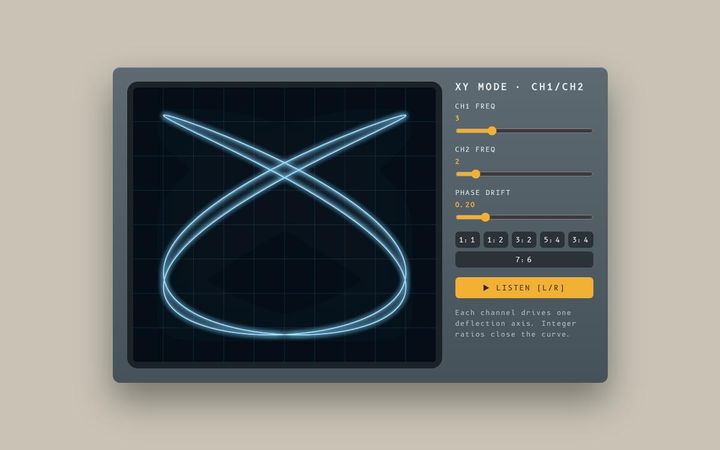 XY MODE · CH1/CH2
CH1 FREQ
3
CH2 FREQ
2
PHASE DRIFT
0.20
1:1 1:2 3:2 5:4 3:4
7:6
▶ LISTEN [L/R]
Each channel drives one
deflection axis. Integer
ratios close the curve.